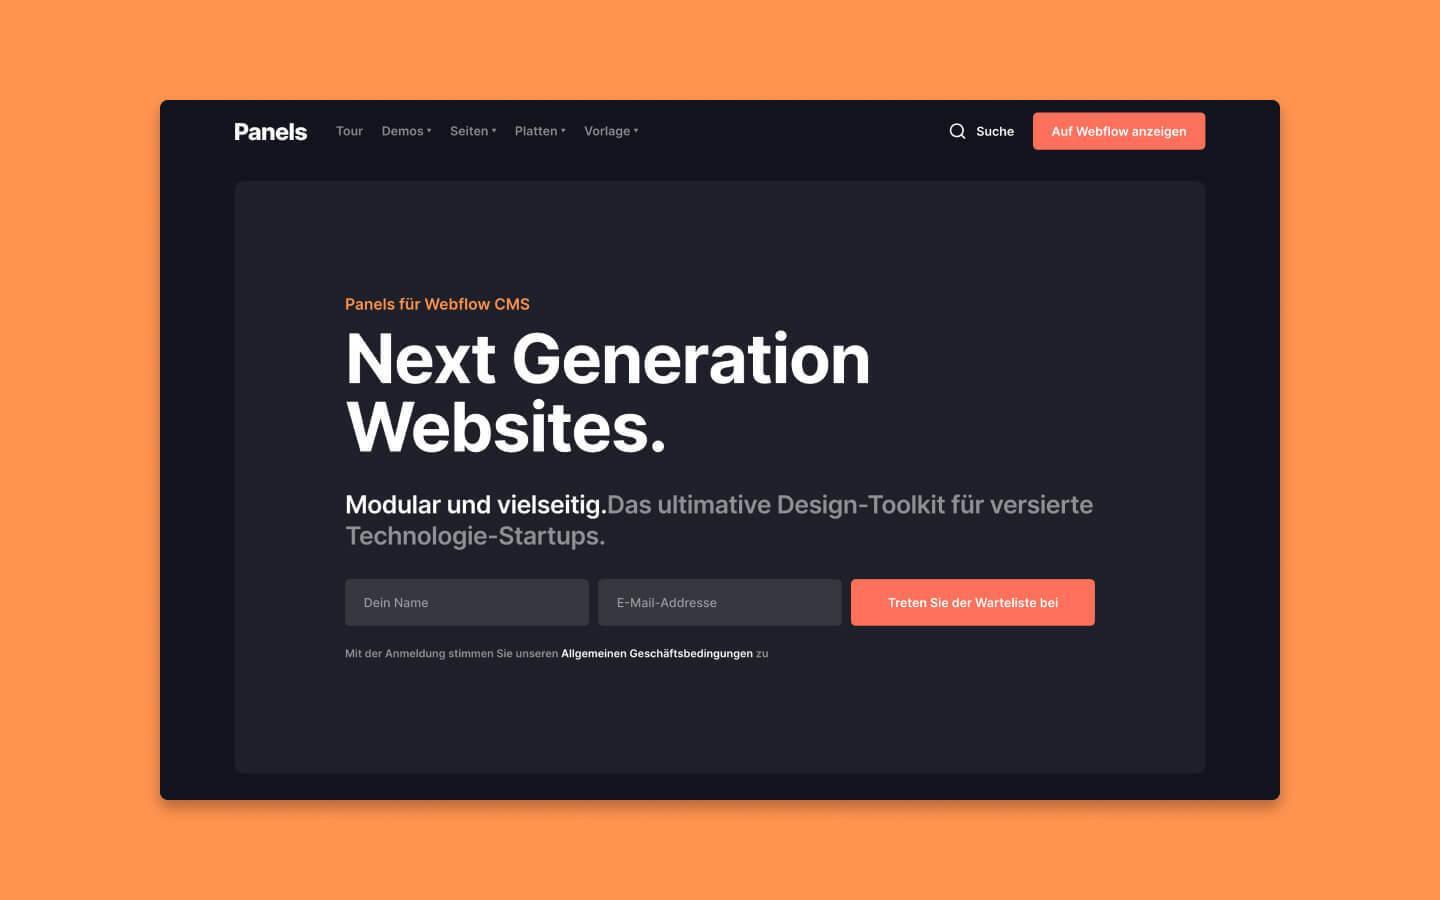 Panels Tour Demos Seiten Platten Vorlage Suche Auf Webflow anzeigen
Panels für Webflow CMS
Next Generation
Websites.
Modular und vielseitig.Das ultimative Design-Toolkit für versierte
Technologie-Startups.
Dein Name E-Mail-Addresse Treten Sie der Warteliste bei
Mit der Anmeldung stimmen Sie unseren Allgemeinen Geschäftsbedingungen zu